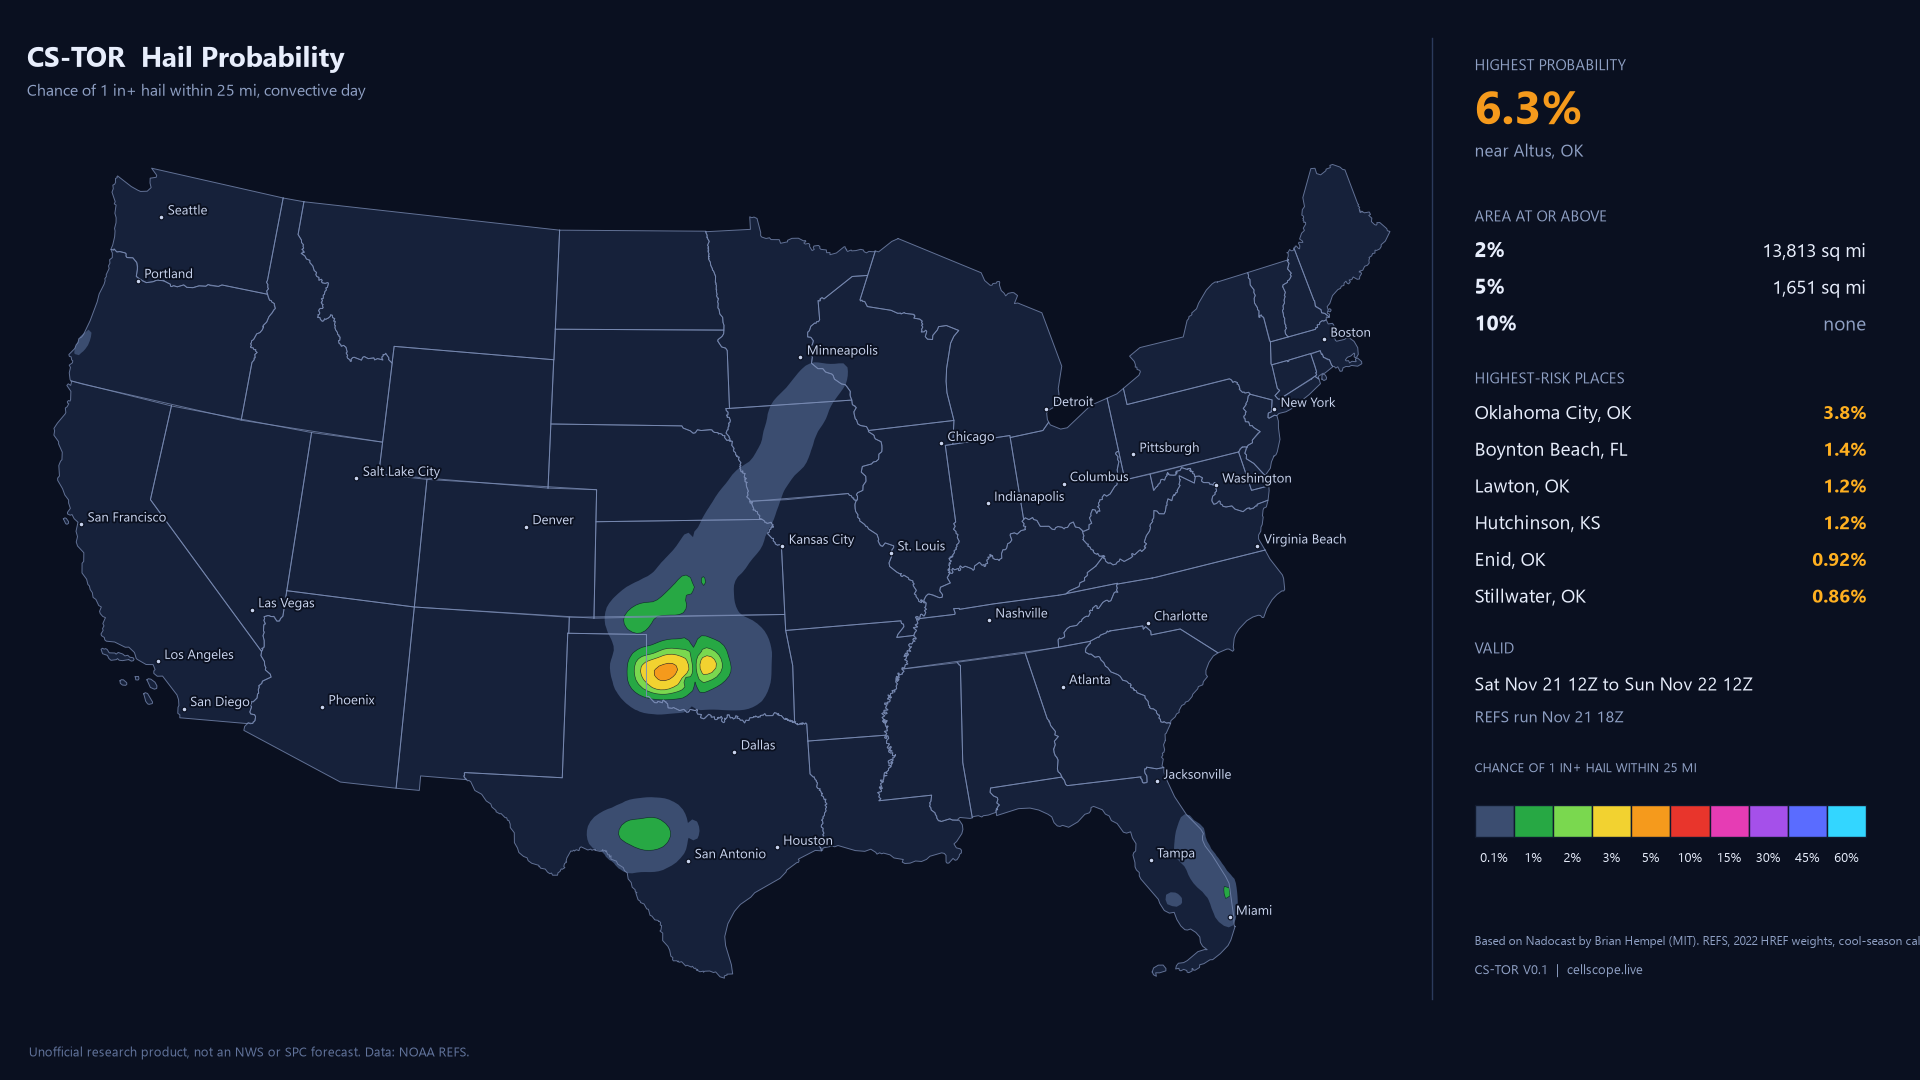 CS-TOR Hail Probability
Chance of 1 in+ hail within 25 mi, convective day
Seattle
Portland
Minneapolis
Boston
Detroit
New York
Chicago
Pittsburgh
Salt Lake City
Columbus
Washington
Indianapolis
San Francisco
Denver
Kansas City
St. Louis
Virginia Beach
Las Vegas
Nashville
Charlotte
Los Angeles
Atlanta
San Diego
Phoenix
Dallas
Jacksonville
Houston
San Antonio
Tampa
Miami
HIGHEST PROBABILITY
6.3%
near Altus, OK
AREA AT OR ABOVE
2% 13,813 sq mi
5% 1,651 sq mi
10% none
HIGHEST-RISK PLACES
Oklahoma City, OK 3.8%
Boynton Beach, FL 1.4%
Lawton, OK 1.2%
Hutchinson, KS 1.2%
Enid, OK 0.92%
Stillwater, OK 0.86%
VALID
Sat Nov 21 12Z to Sun Nov 22 12Z
REFS run Nov 21 18Z
CHANCE OF 1 IN+ HAIL WITHIN 25 MI
0.1% 1% 2% 3% 5% 10% 15% 30% 45% 60%
Based on Nadocast by Brian Hempel (MIT). REFS, 2022 HREF weights, cool-season cal
CS-TOR V0.1 | cellscope.live
Unofficial research product, not an NWS or SPC forecast. Data: NOAA REFS.